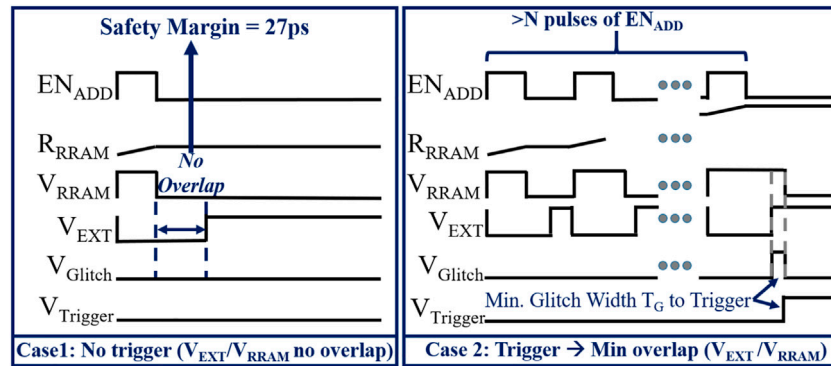 Safety Margin = 27ps
EN_ADD
R_RRAM
No
Overlap
V_RRAM
V_EXT
V_Glitch
V_Trigger
Case1: No trigger (V_EXT/V_RRAM no overlap)
>N pulses of EN_ADD
EN_ADD
R_RRAM
V_RRAM
V_EXT
V_Glitch
Min. Glitch Width T_G to Trigger
V_Trigger
Case 2: Trigger → Min overlap (V_EXT /V_RRAM)